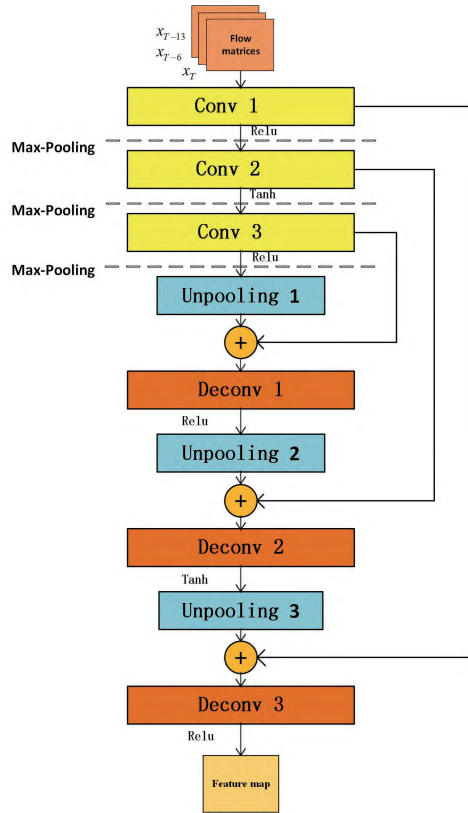 x_{T-13}
x_{T-6}
x_T
Flow
matrices
Conv 1
Relu
Max-Pooling
Conv 2
Tanh
Max-Pooling
Conv 3
Relu
Max-Pooling
Unpooling 1
+
Deconv 1
Relu
Unpooling 2
+
Deconv 2
Tanh
Unpooling 3
+
Deconv 3
Relu
Feature map